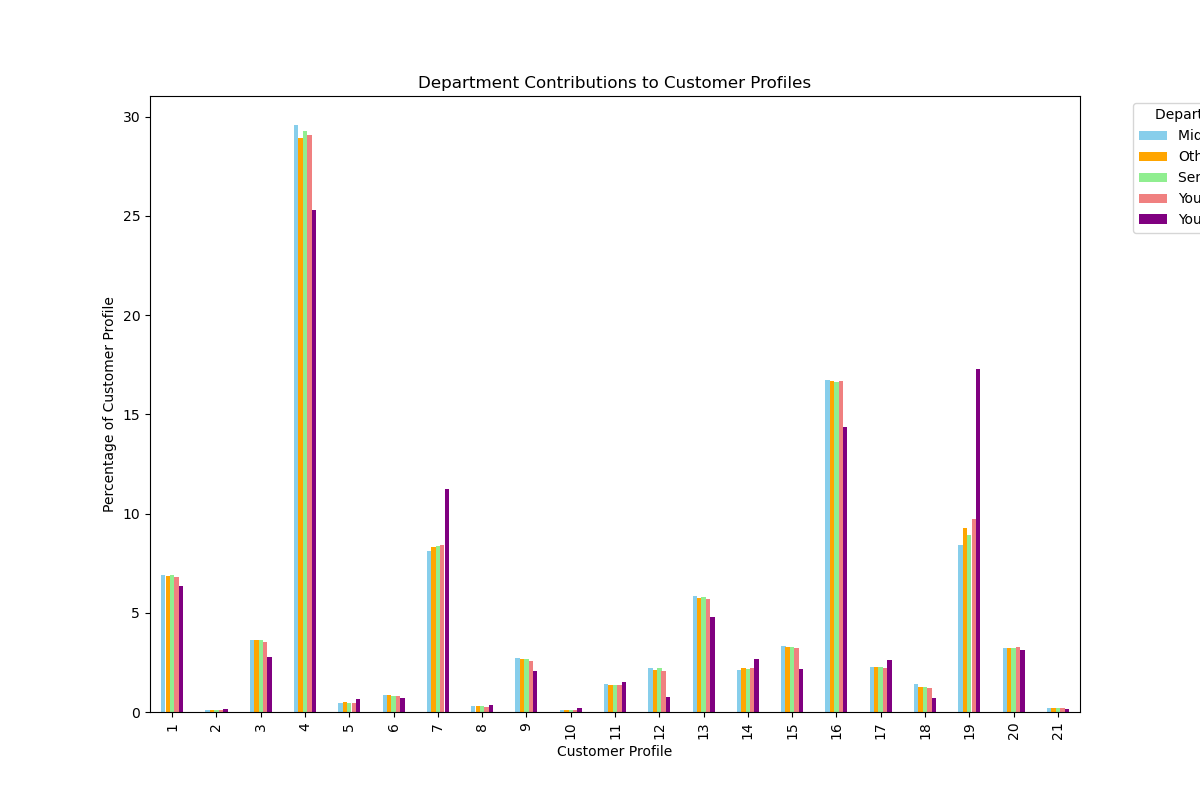 Department Contributions to Customer Profiles
30
25
20
15
10
5
0
Percentage of Customer Profile
1 2 3 4 5 6 7 8 9 10 11 12 13 14 15 16 17 18 19 20 21
Customer Profile
Depart
Mid
Oth
Sen
You
You